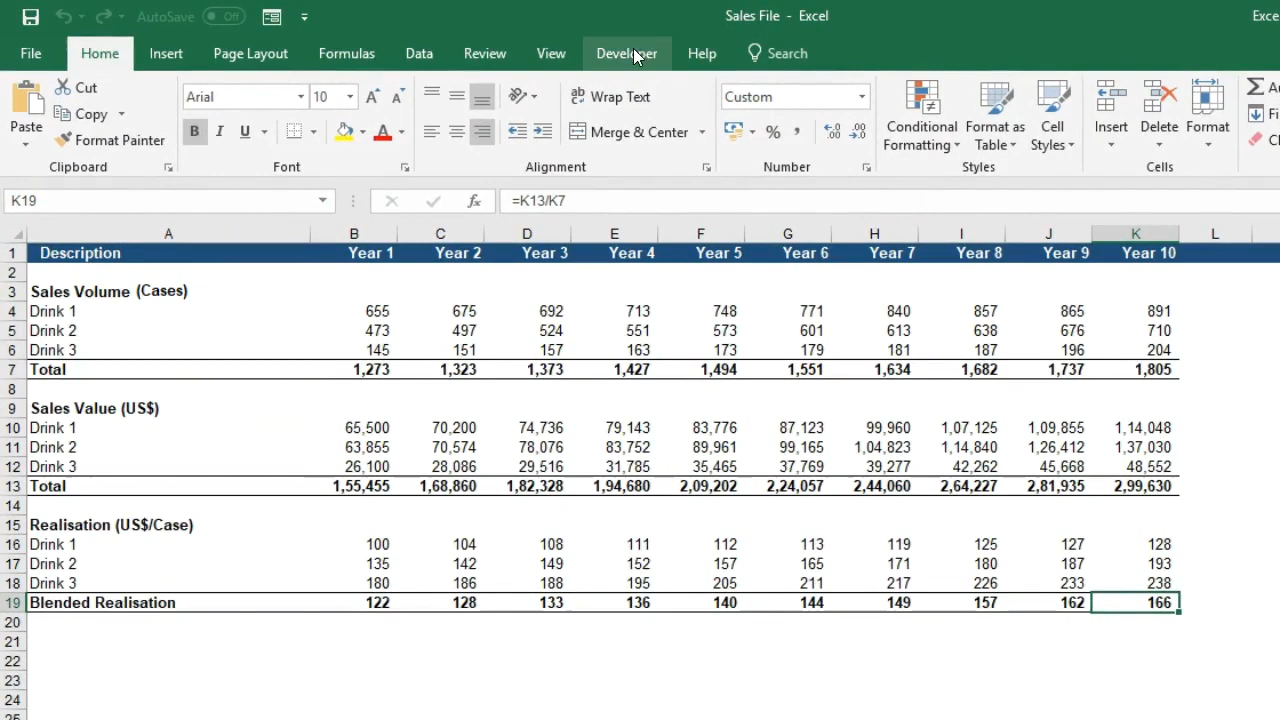 AutoSave Off Sales File - Excel Exce
File Home Insert Page Layout Formulas Data Review View Developer Help Search
Paste Cut Copy Format Painter Clipboard
Arial 10 B I U A Font
ab Wrap Text Merge & Center Alignment
Custom % , Number
Conditional Formatting Format as Table Cell Styles Styles
Insert Delete Format Cells
K19 fx =K13/K7
A B C D E F G H I J K L
1 Description Year 1 Year 2 Year 3 Year 4 Year 5 Year 6 Year 7 Year 8 Year 9 Year 10
2
3 Sales Volume (Cases)
4 Drink 1 655 675 692 713 748 771 840 857 865 891
5 Drink 2 473 497 524 551 573 601 613 638 676 710
6 Drink 3 145 151 157 163 173 179 181 187 196 204
7 Total 1,273 1,323 1,373 1,427 1,494 1,551 1,634 1,682 1,737 1,805
8
9 Sales Value (US$)
10 Drink 1 65,500 70,200 74,736 79,143 83,776 87,123 99,960 1,07,125 1,09,855 1,14,048
11 Drink 2 63,855 70,574 78,076 83,752 89,961 99,165 1,04,823 1,14,840 1,26,412 1,37,030
12 Drink 3 26,100 28,086 29,516 31,785 35,465 37,769 39,277 42,262 45,668 48,552
13 Total 1,55,455 1,68,860 1,82,328 1,94,680 2,09,202 2,24,057 2,44,060 2,64,227 2,81,935 2,99,630
14
15 Realisation (US$/Case)
16 Drink 1 100 104 108 111 112 113 119 125 127 128
17 Drink 2 135 142 149 152 157 165 171 180 187 193
18 Drink 3 180 186 188 195 205 211 217 226 233 238
19 Blended Realisation 122 128 133 136 140 144 149 157 162 166
20
21
22
23
24